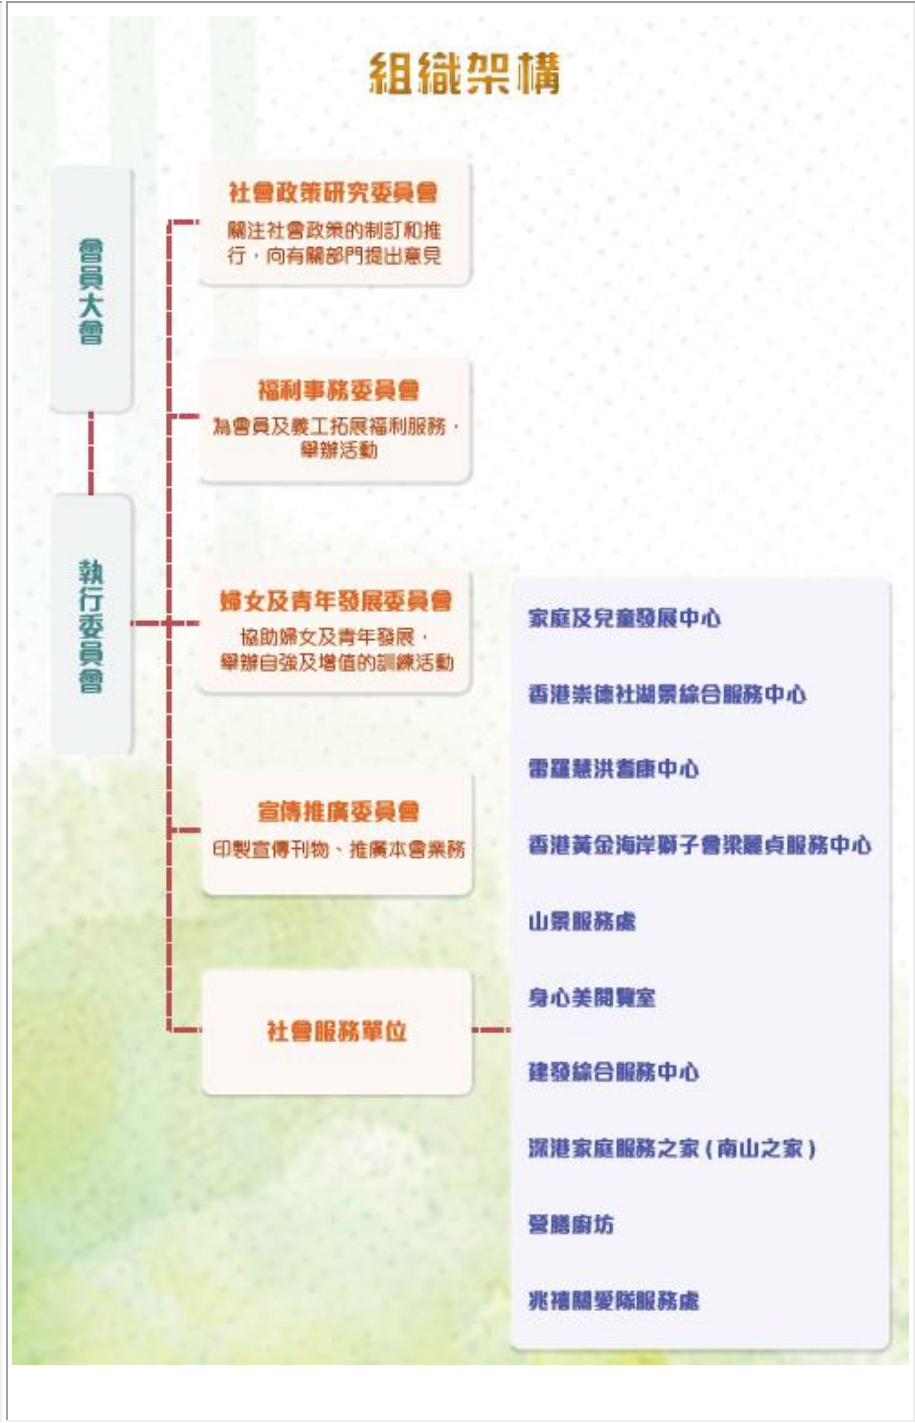 組織架構
會員大會
執行委員會
社會政策研究委員會
關注社會政策的制訂和推
行，向有關部門提出意見
福利事務委員會
為會員及義工拓展福利服務，
舉辦活動
婦女及青年發展委員會
協助婦女及青年發展，
舉辦自強及增值的訓練活動
宣傳推廣委員會
印製宣傳刊物、推廣本會業務
社會服務單位
家庭及兒童發展中心
香港崇德社湖景綜合服務中心
雷羅慧洪耆康中心
香港黃金海岸獅子會梁麗貞服務中心
山景服務處
身心美閱覽室
建發綜合服務中心
深港家庭服務之家 ( 南山之家 )
營膳廚坊
兆禧關愛隊服務處